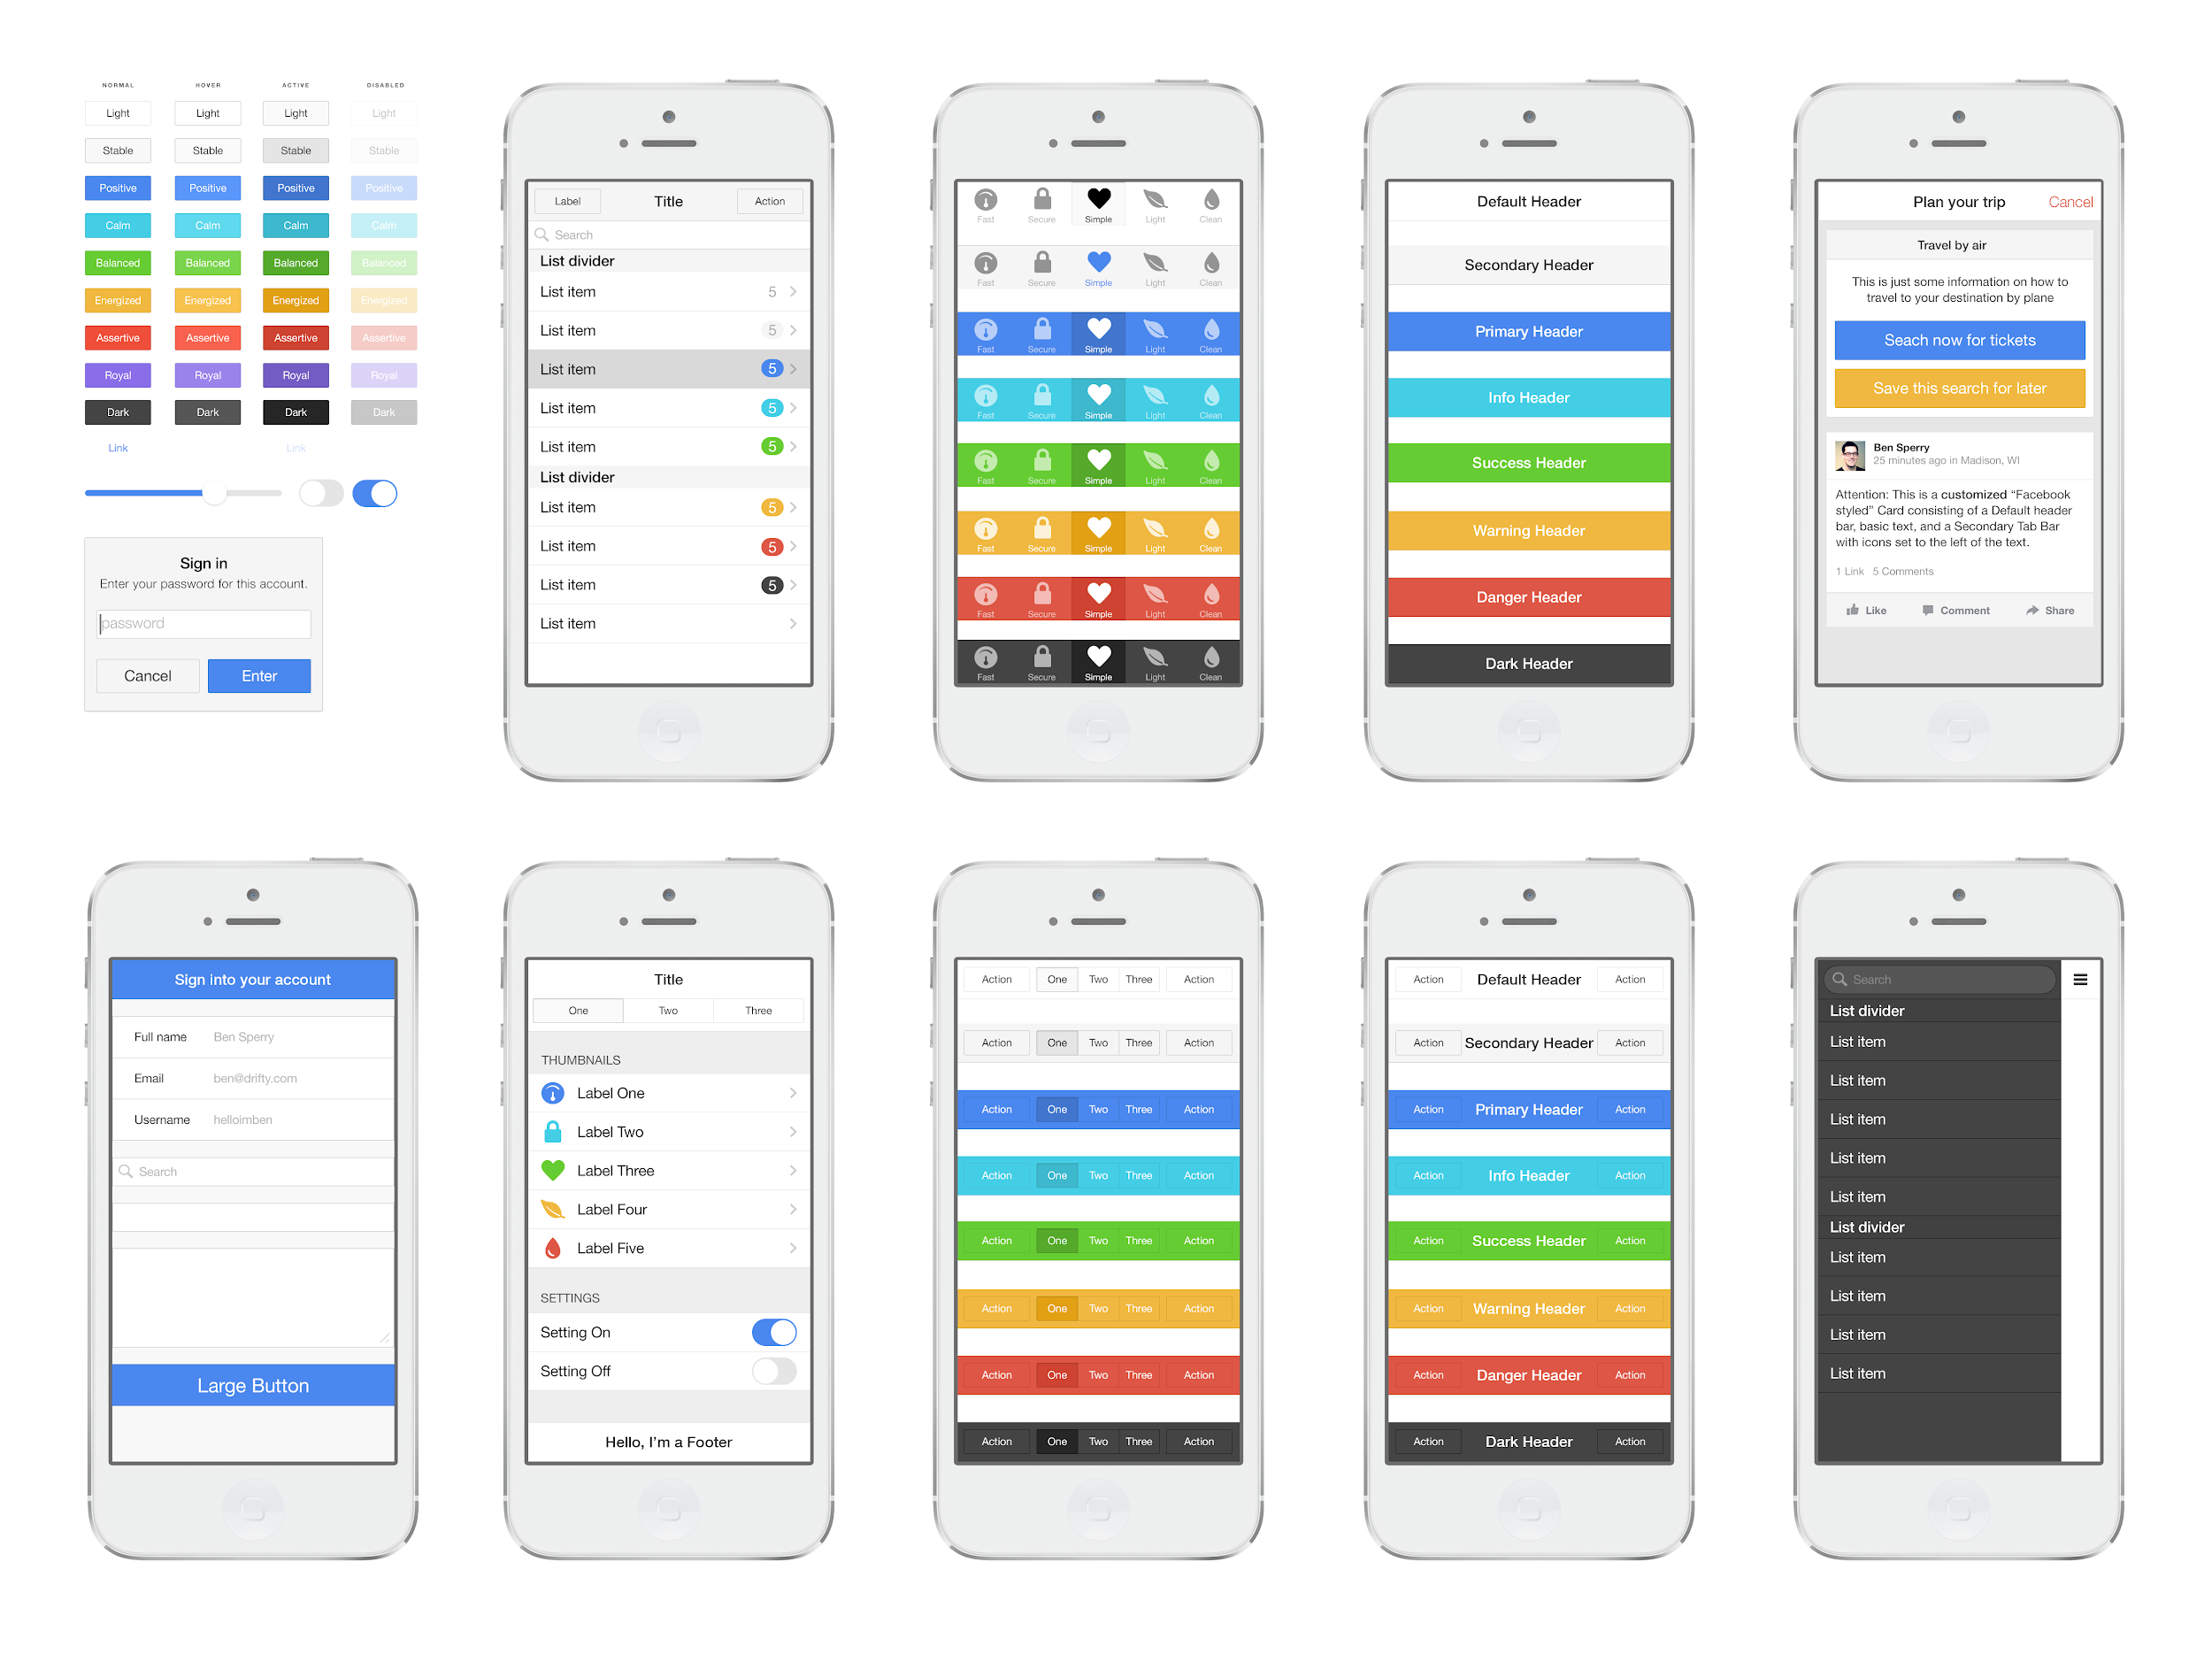 NORMAL HOVER ACTIVE DISABLED
Light Light Light Light
Stable Stable Stable Stable
Positive Positive Positive Positive
Calm Calm Calm Calm
Balanced Balanced Balanced Balanced
Energized Energized Energized Energized
Assertive Assertive Assertive Assertive
Royal Royal Royal Royal
Dark Dark Dark Dark
Link Link
Sign in
Enter your password for this account.
password
Cancel Enter
Label Title Action
Search
List divider
List item 5
List item 5
List item 5
List item 5
List item 5
List divider
List item 5
List item 5
List item 5
List item
Fast Secure Simple Light Clean
Fast Secure Simple Light Clean
Fast Secure Simple Light Clean
Fast Secure Simple Light Clean
Fast Secure Simple Light Clean
Fast Secure Simple Light Clean
Fast Secure Simple Light Clean
Fast Secure Simple Light Clean
Default Header
Secondary Header
Primary Header
Info Header
Success Header
Warning Header
Danger Header
Dark Header
Plan your trip Cancel
Travel by air
This is just some information on how to
travel to your destination by plane
Seach now for tickets
Save this search for later
Ben Sperry
25 minutes ago in Madison, WI
Attention: This is a customized “Facebook
styled” Card consisting of a Default header
bar, basic text, and a Secondary Tab Bar
with icons set to the left of the text.
1 Link 5 Comments
Like Comment Share
Sign into your account
Full name Ben Sperry
Email ben@drifty.com
Username helloimben
Search
Large Button
Title
One Two Three
THUMBNAILS
Label One
Label Two
Label Three
Label Four
Label Five
SETTINGS
Setting On
Setting Off
Hello, I’m a Footer
Action One Two Three Action
Action One Two Three Action
Action One Two Three Action
Action One Two Three Action
Action One Two Three Action
Action One Two Three Action
Action One Two Three Action
Action One Two Three Action
Action Default Header Action
Action Secondary Header Action
Action Primary Header Action
Action Info Header Action
Action Success Header Action
Action Warning Header Action
Action Danger Header Action
Action Dark Header Action
Search
List divider
List item
List item
List item
List item
List item
List divider
List item
List item
List item
List item